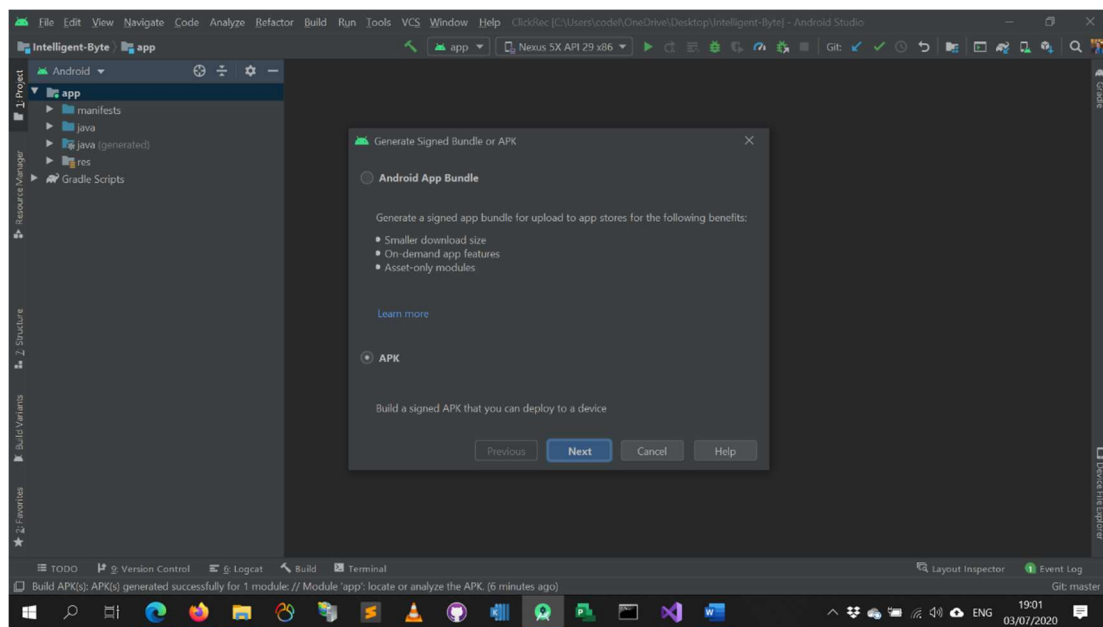 File Edit View Navigate Code Analyze Refactor Build Run Tools VCS Window Help ClickRec [C:\Users\codel\OneDrive\Desktop\Intelligent-Byte] - Android Studio
Intelligent-Byte app
app Nexus 5X API 29 x86 Git:
1: Project
Resource Manager
7: Structure
Build Variants
2: Favorites
Android
app
manifests
java
java (generated)
res
Gradle Scripts
Generate Signed Bundle or APK
Android App Bundle
Generate a signed app bundle for upload to app stores for the following benefits:
Smaller download size
On-demand app features
Asset-only modules
Learn more
APK
Build a signed APK that you can deploy to a device
Previous Next Cancel Help
Gradle
Device File Explorer
TODO 9: Version Control 6: Logcat Build Terminal Layout Inspector 1 Event Log
Build APK(s): APK(s) generated successfully for 1 module: // Module 'app': locate or analyze the APK. (6 minutes ago) Git: master
ENG 19:01
03/07/2020